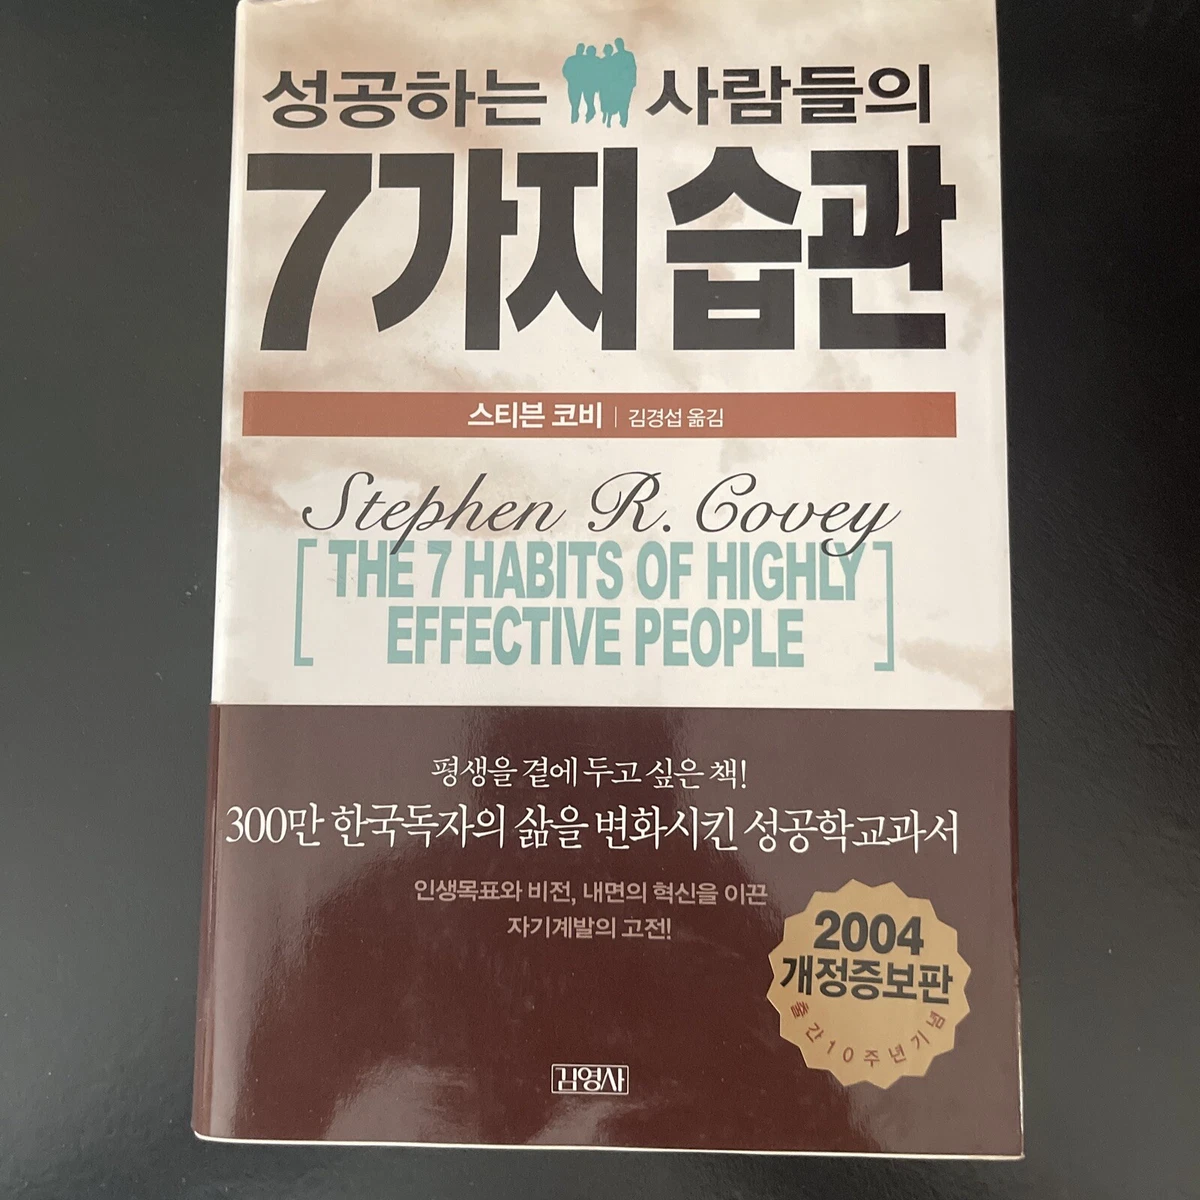 성공하는 사람들의
7가지 습관
스티븐 코비 | 김경섭 옮김
Stephen R. Covey
[THE 7 HABITS OF HIGHLY
EFFECTIVE PEOPLE]
평생을 곁에 두고 싶은 책!
300만 한국독자의 삶을 변화시킨 성공학교과서
인생목표와 비전, 내면의 혁신을 이끈
자기계발의 고전!
2004
개정증보판
출간10주년기념
김영사